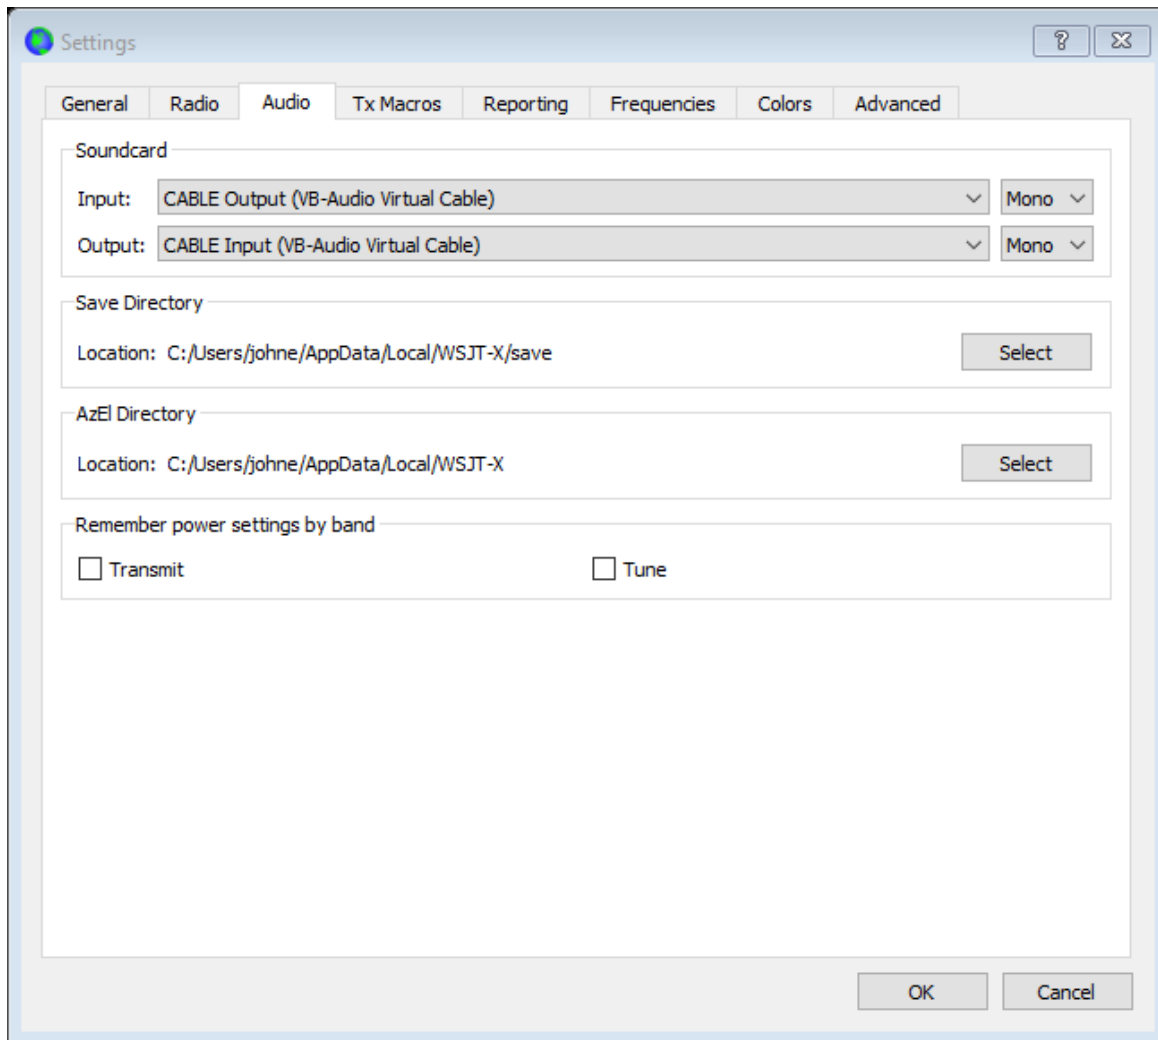 Settings
General Radio Audio Tx Macros Reporting Frequencies Colors Advanced
Soundcard
Input: CABLE Output (VB-Audio Virtual Cable) Mono
Output: CABLE Input (VB-Audio Virtual Cable) Mono
Save Directory
Location: C:/Users/johne/AppData/Local/WSJT-X/save Select
AzEl Directory
Location: C:/Users/johne/AppData/Local/WSJT-X Select
Remember power settings by band
Transmit Tune
OK Cancel